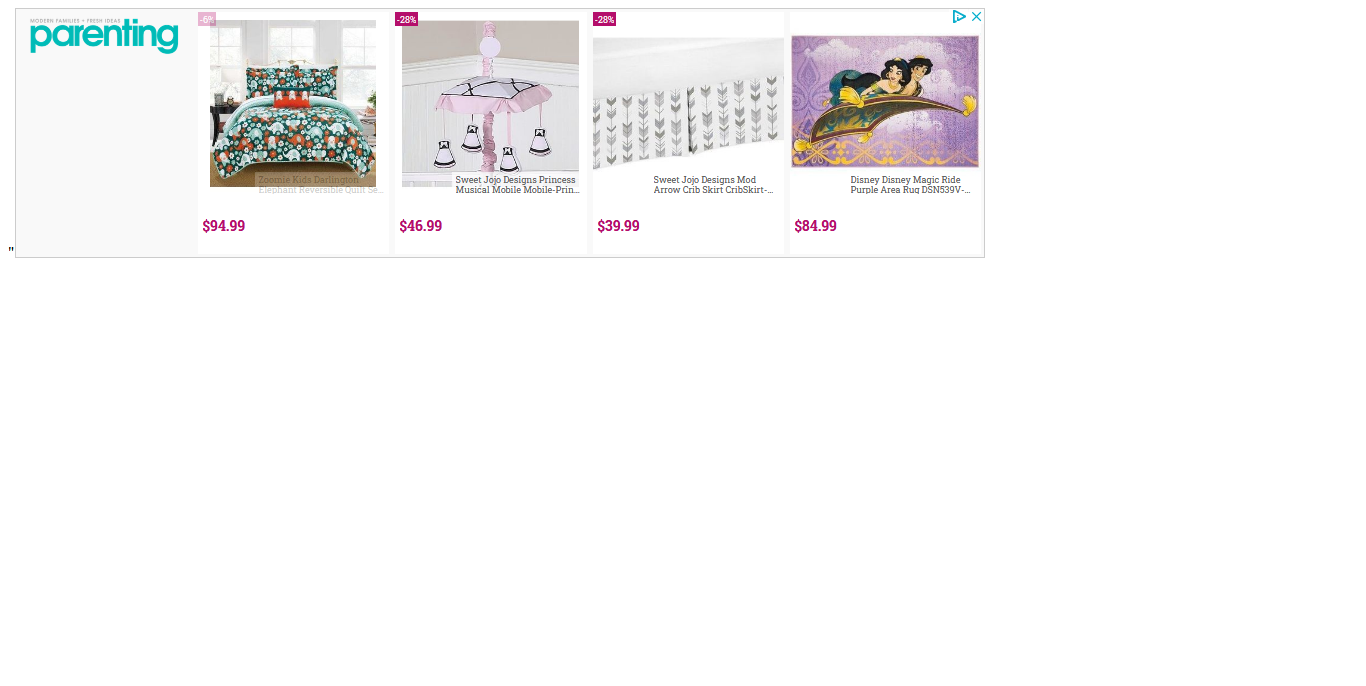 MODERN FAMILIES • FRESH IDEAS
parenting
-6%
Zoomie Kids Darlington
Elephant Reversible Quilt Se...
$94.99
-28%
Sweet Jojo Designs Princess
Musical Mobile Mobile-Prin...
$46.99
-28%
Sweet Jojo Designs Mod
Arrow Crib Skirt CribSkirt-...
$39.99
Disney Disney Magic Ride
Purple Area Rug DSN539V-...
$84.99
"